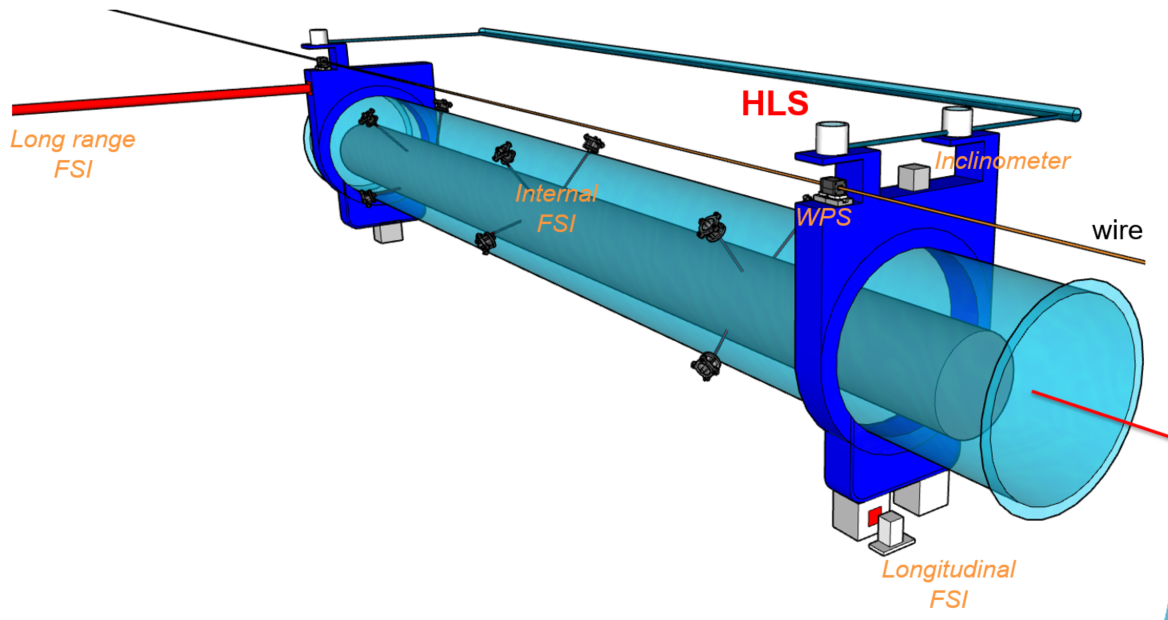 HLS
Long range
FSI
Inclinometer
Internal
FSI
WPS
wire
Longitudinal
FSI